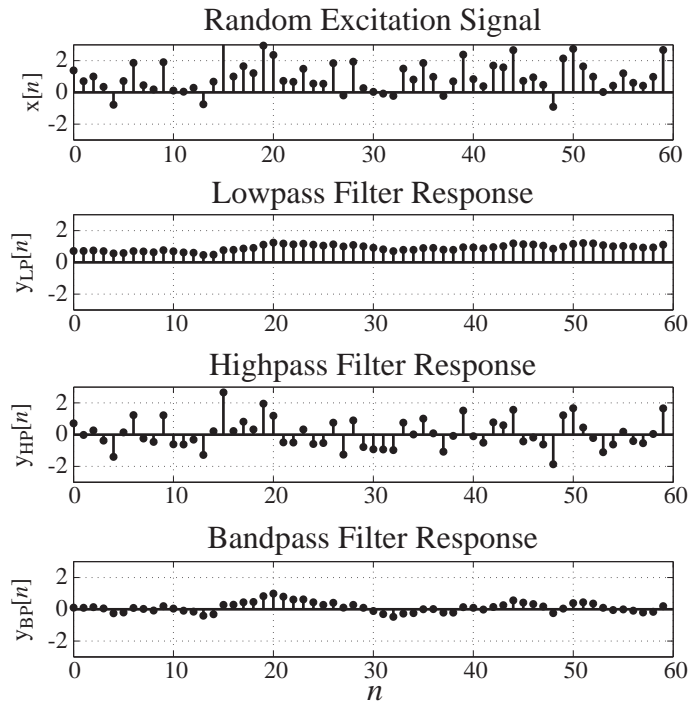 Random Excitation Signal
x[n]
2
0
-2
0 10 20 30 40 50 60
Lowpass Filter Response
yLP[n]
2
0
-2
0 10 20 30 40 50 60
Highpass Filter Response
yHP[n]
2
0
-2
0 10 20 30 40 50 60
Bandpass Filter Response
yBP[n]
2
0
-2
0 10 20 30 40 50 60
n